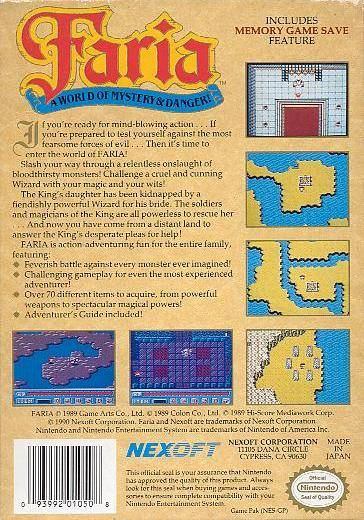 INCLUDES
MEMORY GAME SAVE
FEATURE
Faria
TM
A WORLD OF MYSTERY & DANGER!
If you're ready for mind-blowing action . . . If
you're prepared to test yourself against the most
fearsome forces of evil . . . Then it's time to
enter the world of FARIA!
Slash your way through a relentless onslaught of
bloodthirsty monsters! Challenge a cruel and cunning
Wizard with your magic and your wits!
The King's daughter has been kidnapped by a
fiendishly powerful Wizard for his bride. The soldiers
and magicians of the King are all powerless to rescue her
. . . And now you have come from a distant land to
answer the King's desperate pleas for help!
FARIA is action-adventuring fun for the entire family,
featuring:
Feverish battle against every monster ever imagined!
Challenging gameplay for even the most experienced
adventurer!
Over 70 different items to acquire, from powerful
weapons to spectacular magical powers!
Adventurer's Guide included!
FARIA © 1989 Game Arts Co., Ltd. © 1989 Colon Co., Ltd. © 1989 Hi-Score Mediawork Corp.
© 1990 Nexoft Corporation. Faria and Nexoft are trademarks of Nexoft Corporation.
Nintendo and Nintendo Entertainment System are trademarks of Nintendo of America Inc.
NEXOFT
NEXOFT CORPORATION
11105 DANA CIRCLE
CYPRESS, CA 90630
MADE
IN
JAPAN
This official seal is your assurance that Nintendo
has approved the quality of this product. Always
look for this seal when buying games and acces-
sories to ensure complete compatibility with your
Nintendo Entertainment System.
Official
Nintendo
Seal of Quality
Game Pak (NES-GP)
0 93992 01050 8